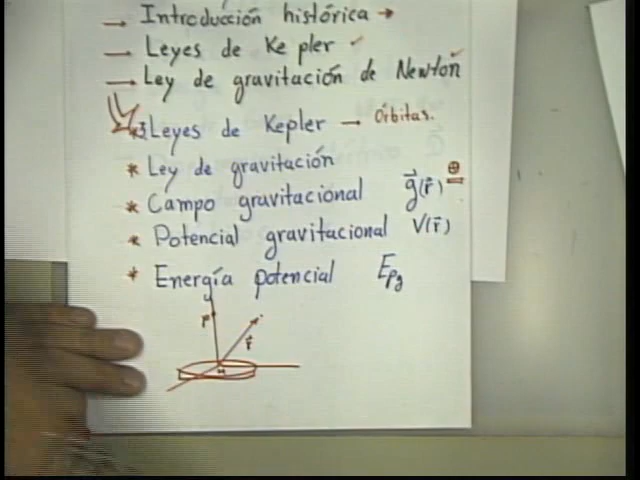 → Introducción histórica →
→ Leyes de Kepler ✓
→ Ley de gravitación de Newton ✓
* 3 Leyes de Kepler → Órbitas.
* Ley de gravitación
* Campo gravitacional g⃗(r⃗) ⊕
* Potencial gravitacional V(r⃗)
* Energía potencial Epg
y
P
r⃗